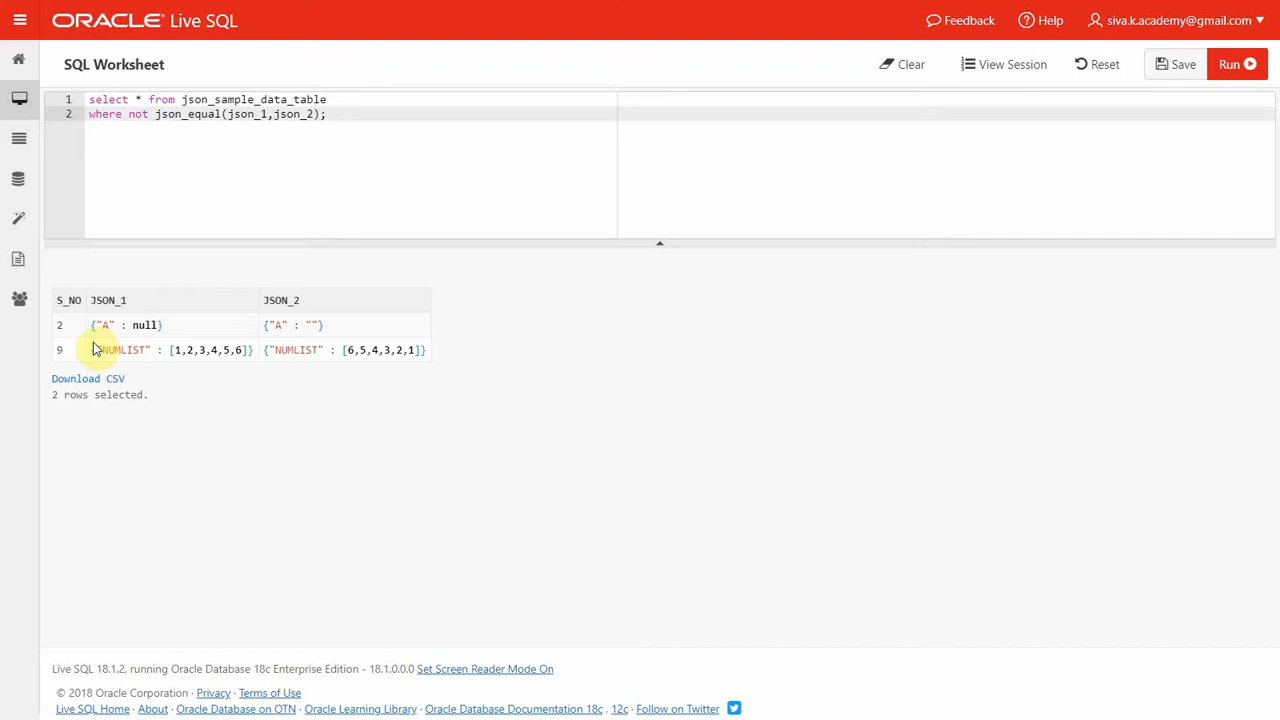 ORACLE Live SQL
Feedback
Help
siva.k.academy@gmail.com
SQL Worksheet
Clear
View Session
Reset
Save
Run
1 select * from json_sample_data_table
2 where not json_equal(json_1,json_2);
S_NO JSON_1 JSON_2
2 {"A" : null} {"A" : ""}
9 {"NUMLIST" : [1,2,3,4,5,6]} {"NUMLIST" : [6,5,4,3,2,1]}
Download CSV
2 rows selected.
Live SQL 18.1.2, running Oracle Database 18c Enterprise Edition - 18.1.0.0.0 Set Screen Reader Mode On
© 2018 Oracle Corporation · Privacy · Terms of Use
Live SQL Home · About · Oracle Database on OTN · Oracle Learning Library · Oracle Database Documentation 18c , 12c · Follow on Twitter